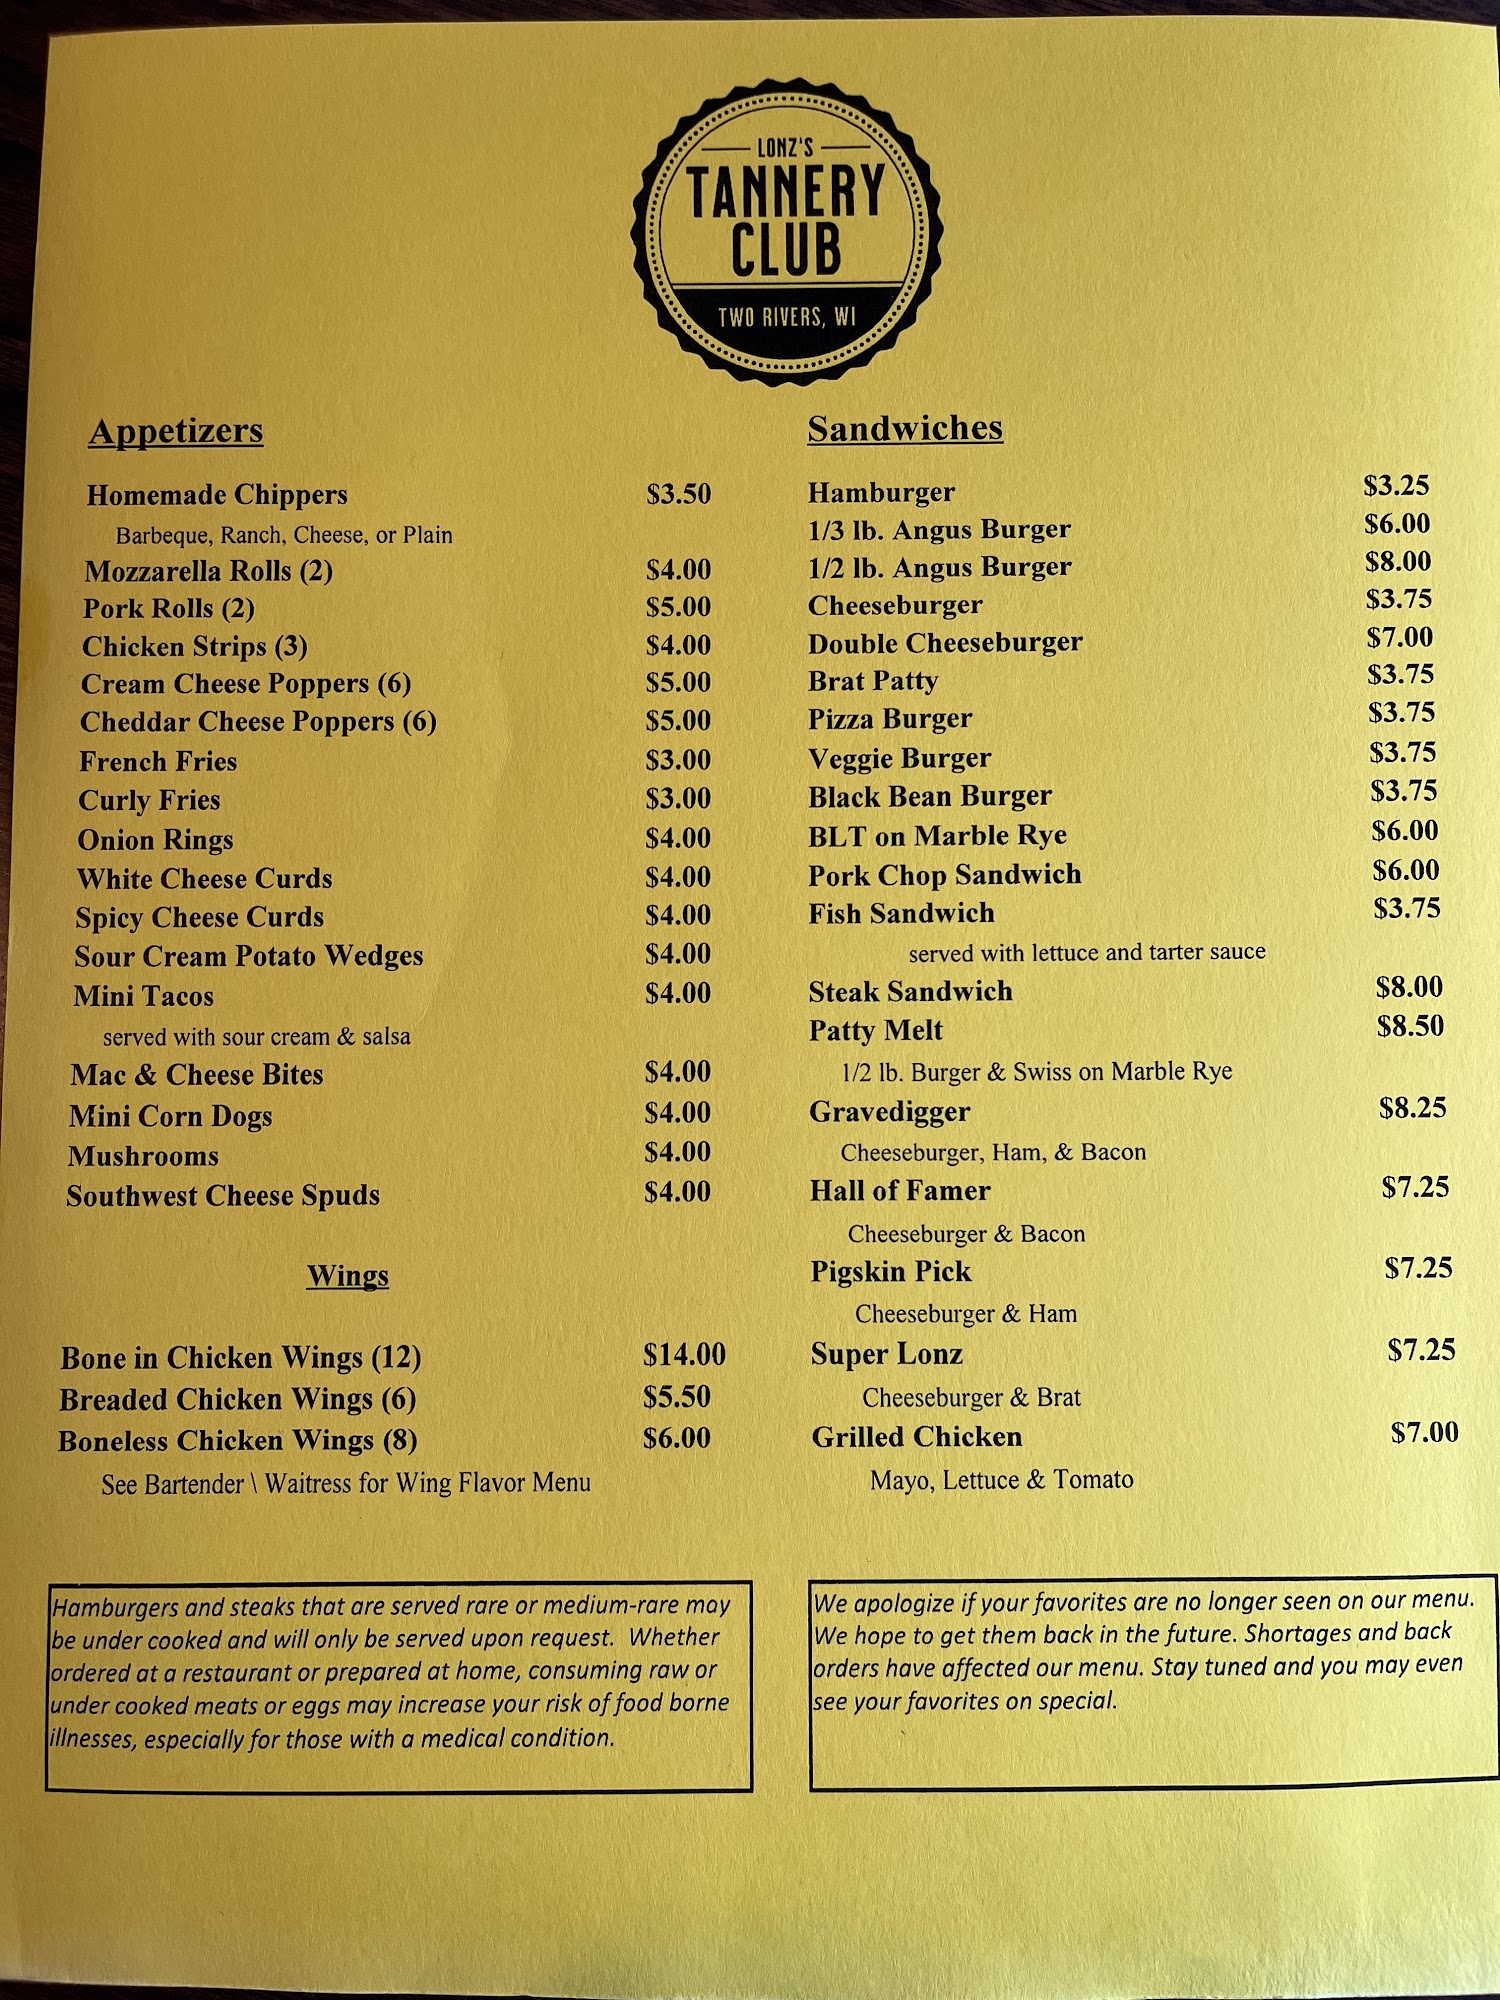 LONZ'S
TANNERY
CLUB
TWO RIVERS, WI
Appetizers
Homemade Chippers $3.50
Barbeque, Ranch, Cheese, or Plain
Mozzarella Rolls (2) $4.00
Pork Rolls (2) $5.00
Chicken Strips (3) $4.00
Cream Cheese Poppers (6) $5.00
Cheddar Cheese Poppers (6) $5.00
French Fries $3.00
Curly Fries $3.00
Onion Rings $4.00
White Cheese Curds $4.00
Spicy Cheese Curds $4.00
Sour Cream Potato Wedges $4.00
Mini Tacos $4.00
served with sour cream & salsa
Mac & Cheese Bites $4.00
Mini Corn Dogs $4.00
Mushrooms $4.00
Southwest Cheese Spuds $4.00
Wings
Bone in Chicken Wings (12) $14.00
Breaded Chicken Wings (6) $5.50
Boneless Chicken Wings (8) $6.00
See Bartender \ Waitress for Wing Flavor Menu
Hamburgers and steaks that are served rare or medium-rare may
be under cooked and will only be served upon request. Whether
ordered at a restaurant or prepared at home, consuming raw or
under cooked meats or eggs may increase your risk of food borne
illnesses, especially for those with a medical condition.
Sandwiches
Hamburger $3.25
1/3 lb. Angus Burger $6.00
1/2 lb. Angus Burger $8.00
Cheeseburger $3.75
Double Cheeseburger $7.00
Brat Patty $3.75
Pizza Burger $3.75
Veggie Burger $3.75
Black Bean Burger $3.75
BLT on Marble Rye $6.00
Pork Chop Sandwich $6.00
Fish Sandwich $3.75
served with lettuce and tarter sauce
Steak Sandwich $8.00
Patty Melt $8.50
1/2 lb. Burger & Swiss on Marble Rye
Gravedigger $8.25
Cheeseburger, Ham, & Bacon
Hall of Famer $7.25
Cheeseburger & Bacon
Pigskin Pick $7.25
Cheeseburger & Ham
Super Lonz $7.25
Cheeseburger & Brat
Grilled Chicken $7.00
Mayo, Lettuce & Tomato
We apologize if your favorites are no longer seen on our menu.
We hope to get them back in the future. Shortages and back
orders have affected our menu. Stay tuned and you may even
see your favorites on special.